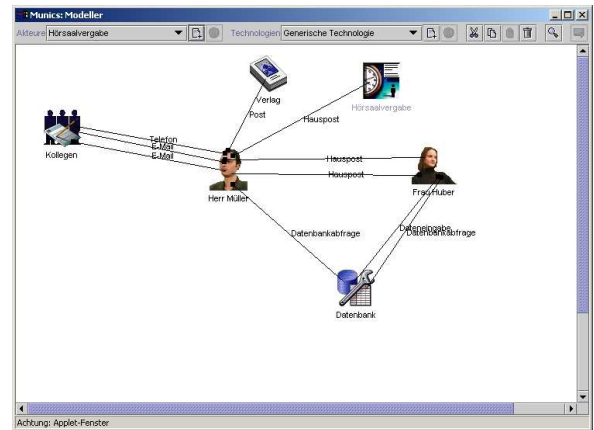 Munics: Modeller
Akteure Hörsaalvergabe Technologien Generische Technologie
Verlag
Post
Hörsaalvergabe
Hauspost
Telefon
E-Mail
E-Mail
Kollegen
Hauspost
Hauspost
Herr Müller
Frau Huber
Dateneingabe
Datenbankabfrage
Datenbankabfrage
Datenbank
Achtung: Applet-Fenster